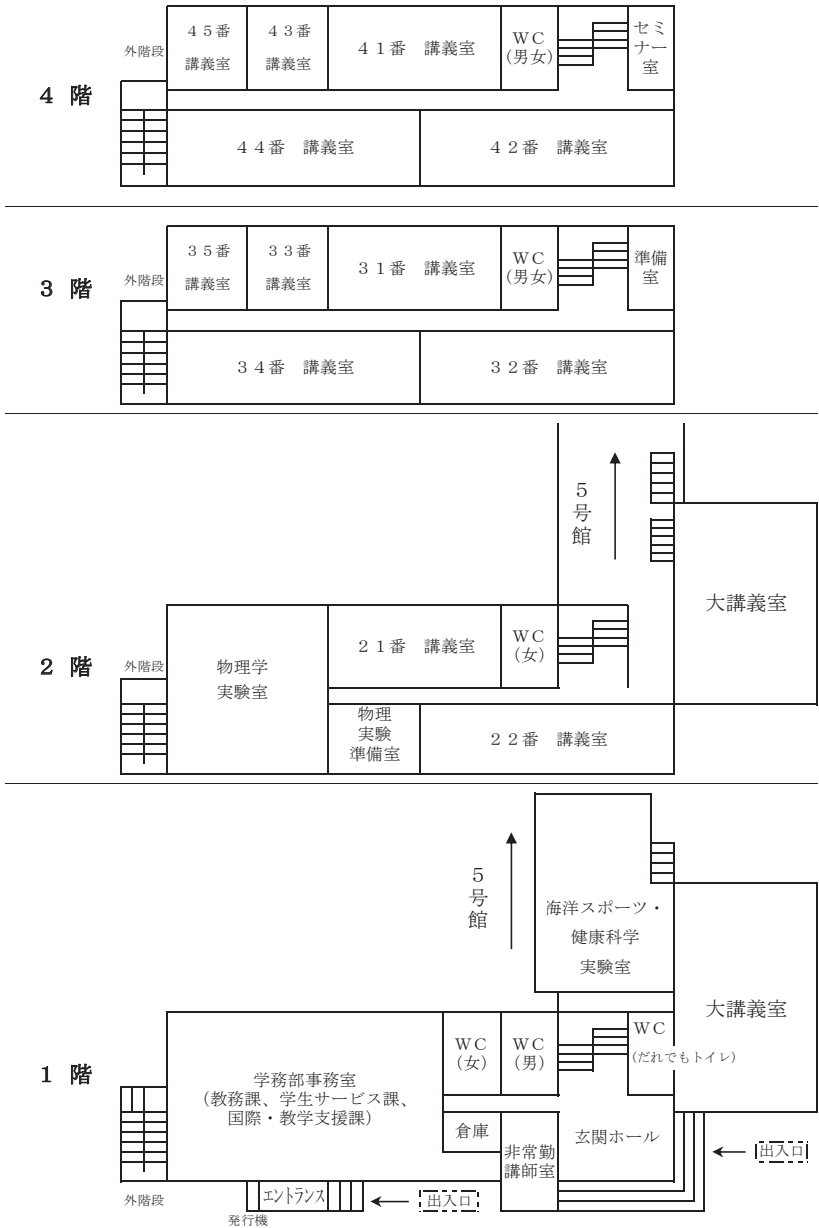 ４５番
講義室
４３番
講義室
４１番　講義室
ＷＣ
(男女)
セミ
ナー
室
外階段
４　階
４４番　講義室
４２番　講義室
３５番
講義室
３３番
講義室
３１番　講義室
ＷＣ
(男女)
準備
室
外階段
３　階
３４番　講義室
３２番　講義室
５
号
館
大講義室
２１番　講義室
ＷＣ
(女)
外階段
２　階
物理学
実験室
物理
実験
準備室
２２番　講義室
５
号
館
海洋スポーツ・
健康科学
実験室
大講義室
ＷＣ
(女)
ＷＣ
(男)
ＷＣ
(だれでもトイレ)
１　階
学務部事務室
(教務課、学生サービス課、
国際・教学支援課)
倉庫
非常勤
講師室
玄関ホール
出入口
外階段
エントランス
出入口
発行機